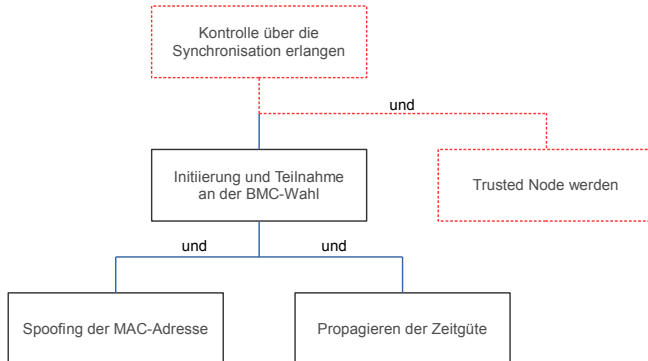 Kontrolle über die
Synchronisation erlangen
und
Initiierung und Teilnahme
an der BMC-Wahl
Trusted Node werden
und
und
Spoofing der MAC-Adresse
Propagieren der Zeitgüte